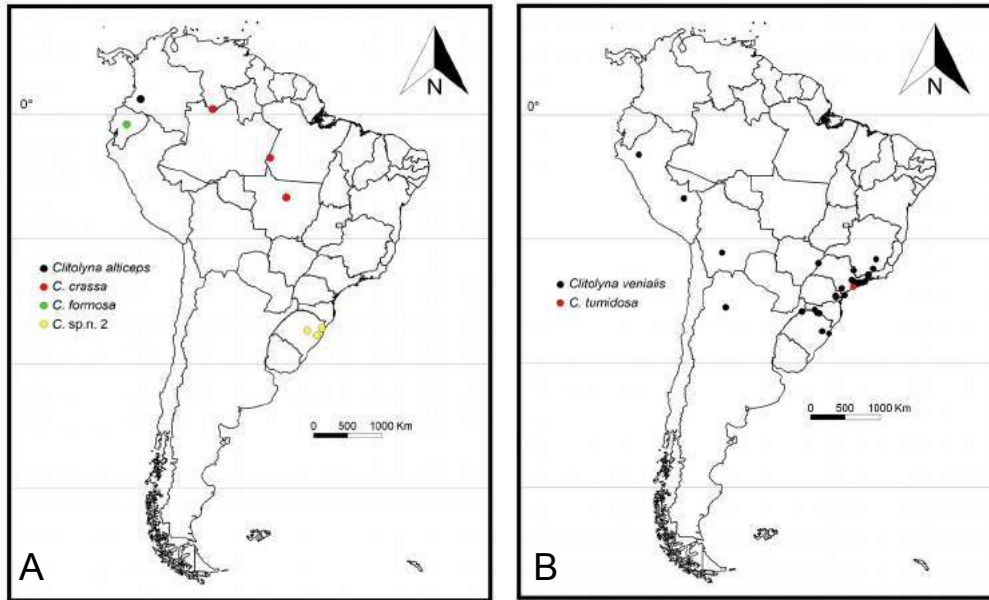 N
0°
Clitolyna alticeps
C. crassa
C. formosa
C. sp.n. 2
0 500 1000 Km
A
N
0°
Clitolyna venialis
C. tumidosa
0 500 1000 Km
B